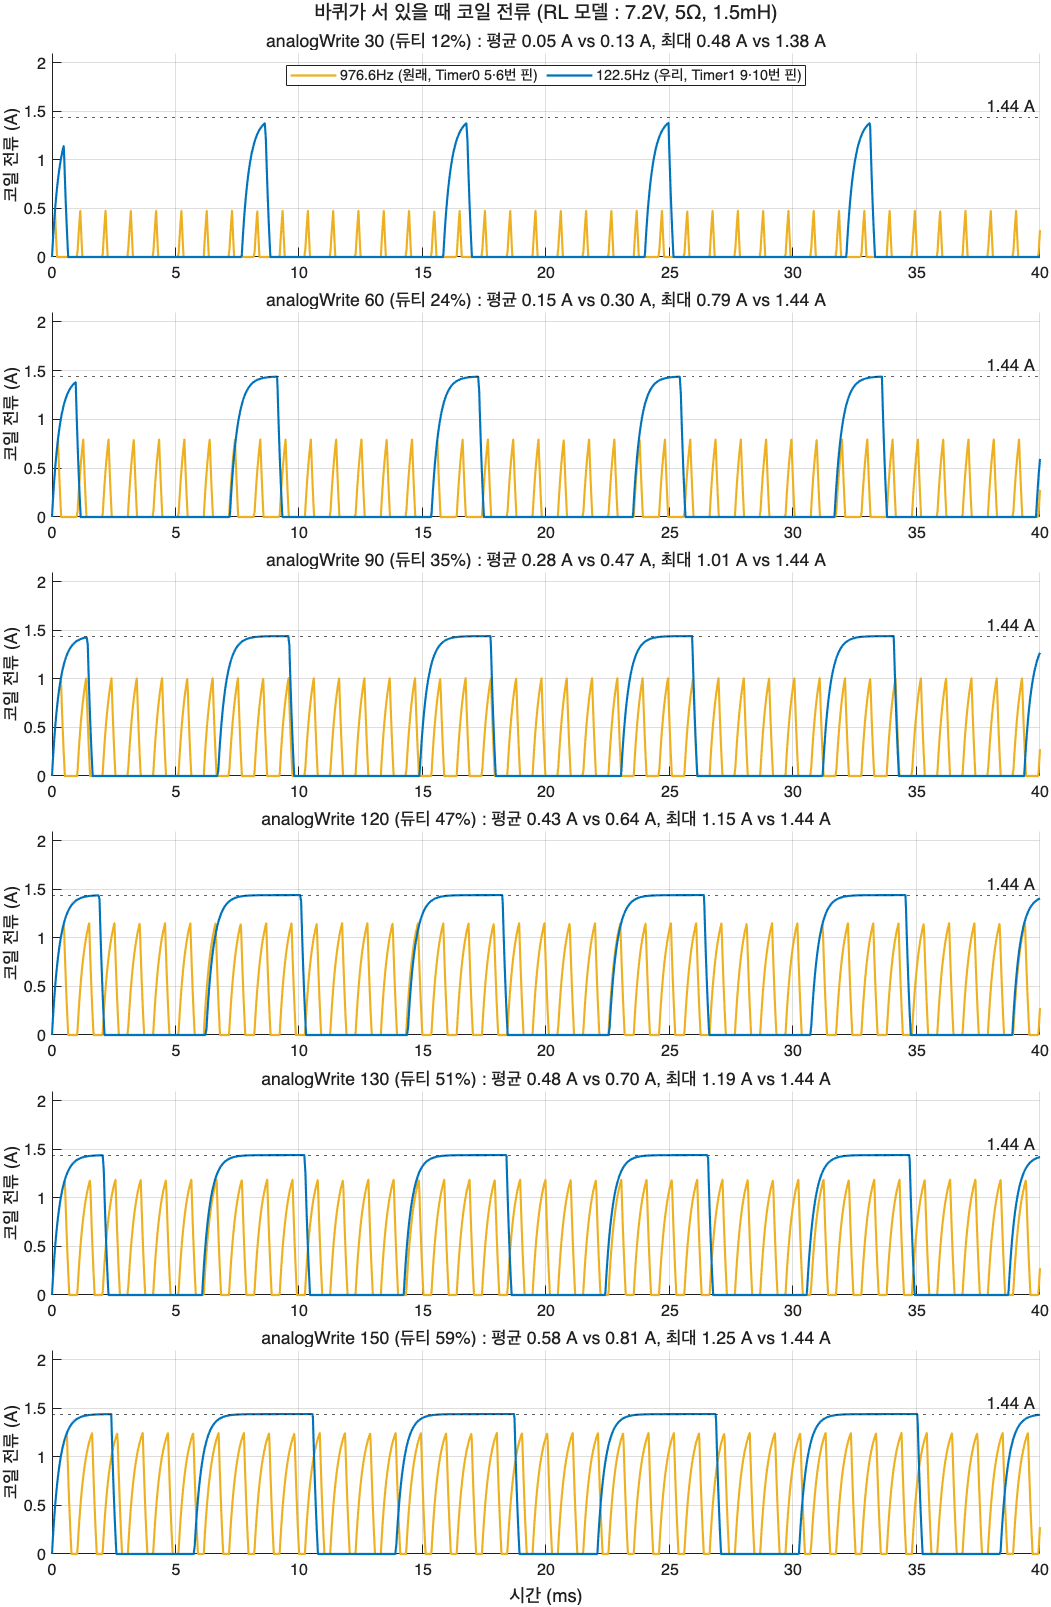 바퀴가 서 있을 때 코일 전류 (RL 모델 : 7.2V, 5Ω, 1.5mH)
analogWrite 30 (듀티 12%) : 평균 0.05 A vs 0.13 A, 최대 0.48 A vs 1.38 A
976.6Hz (원래, Timer0 5·6번 핀)
122.5Hz (우리, Timer1 9·10번 핀)
1.44 A
코일 전류 (A)
2
1.5
1
0.5
0
0 5 10 15 20 25 30 35 40
analogWrite 60 (듀티 24%) : 평균 0.15 A vs 0.30 A, 최대 0.79 A vs 1.44 A
1.44 A
코일 전류 (A)
2
1.5
1
0.5
0
0 5 10 15 20 25 30 35 40
analogWrite 90 (듀티 35%) : 평균 0.28 A vs 0.47 A, 최대 1.01 A vs 1.44 A
1.44 A
코일 전류 (A)
2
1.5
1
0.5
0
0 5 10 15 20 25 30 35 40
analogWrite 120 (듀티 47%) : 평균 0.43 A vs 0.64 A, 최대 1.15 A vs 1.44 A
1.44 A
코일 전류 (A)
2
1.5
1
0.5
0
0 5 10 15 20 25 30 35 40
analogWrite 130 (듀티 51%) : 평균 0.48 A vs 0.70 A, 최대 1.19 A vs 1.44 A
1.44 A
코일 전류 (A)
2
1.5
1
0.5
0
0 5 10 15 20 25 30 35 40
analogWrite 150 (듀티 59%) : 평균 0.58 A vs 0.81 A, 최대 1.25 A vs 1.44 A
1.44 A
코일 전류 (A)
2
1.5
1
0.5
0
0 5 10 15 20 25 30 35 40
시간 (ms)